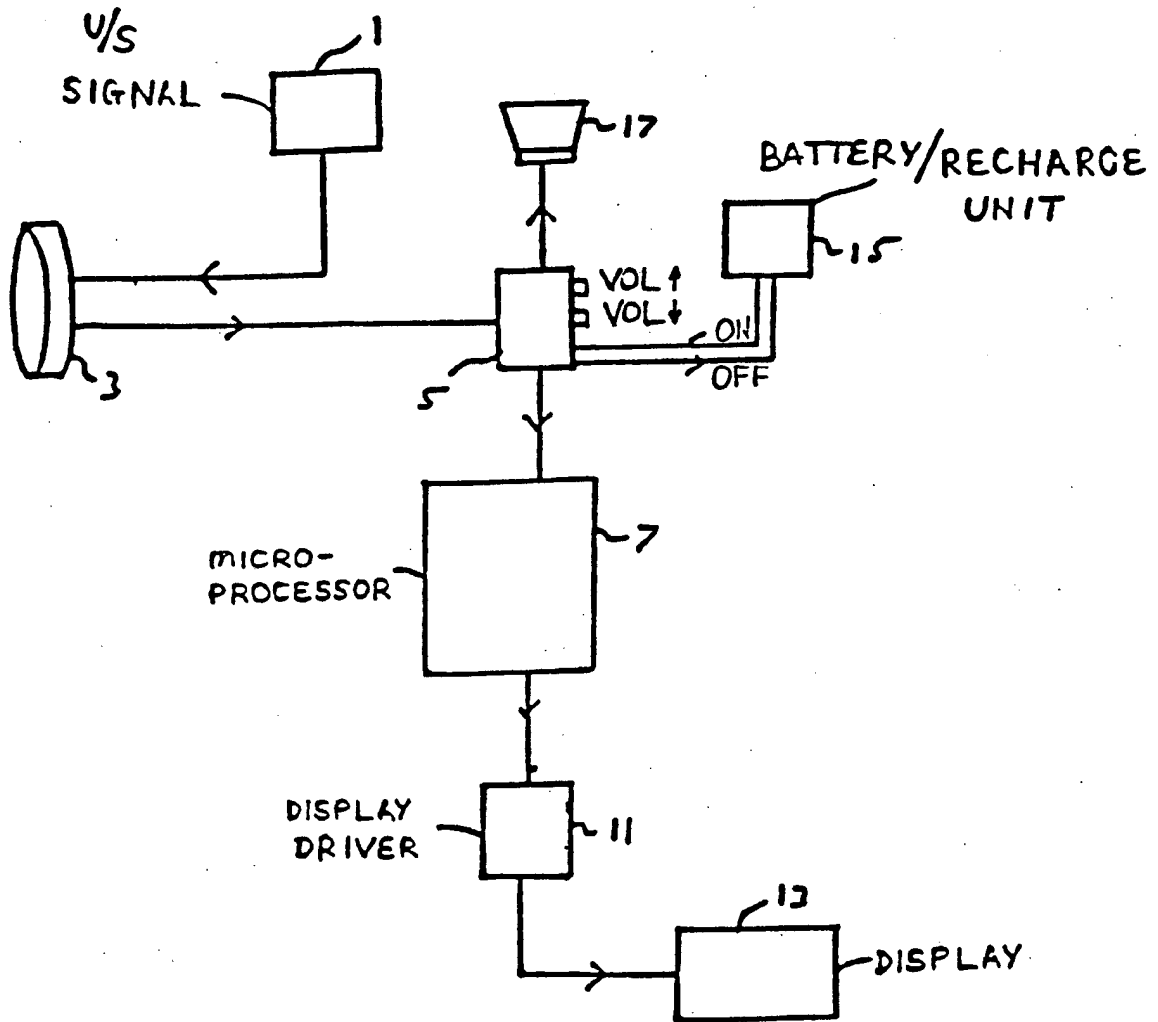 U/S
SIGNAL
1
17
BATTERY/RECHARGE
UNIT
15
VOL ↑
VOL ↓
ON
OFF
3
5
MICRO-
PROCESSOR
7
DISPLAY
DRIVER
11
13
DISPLAY